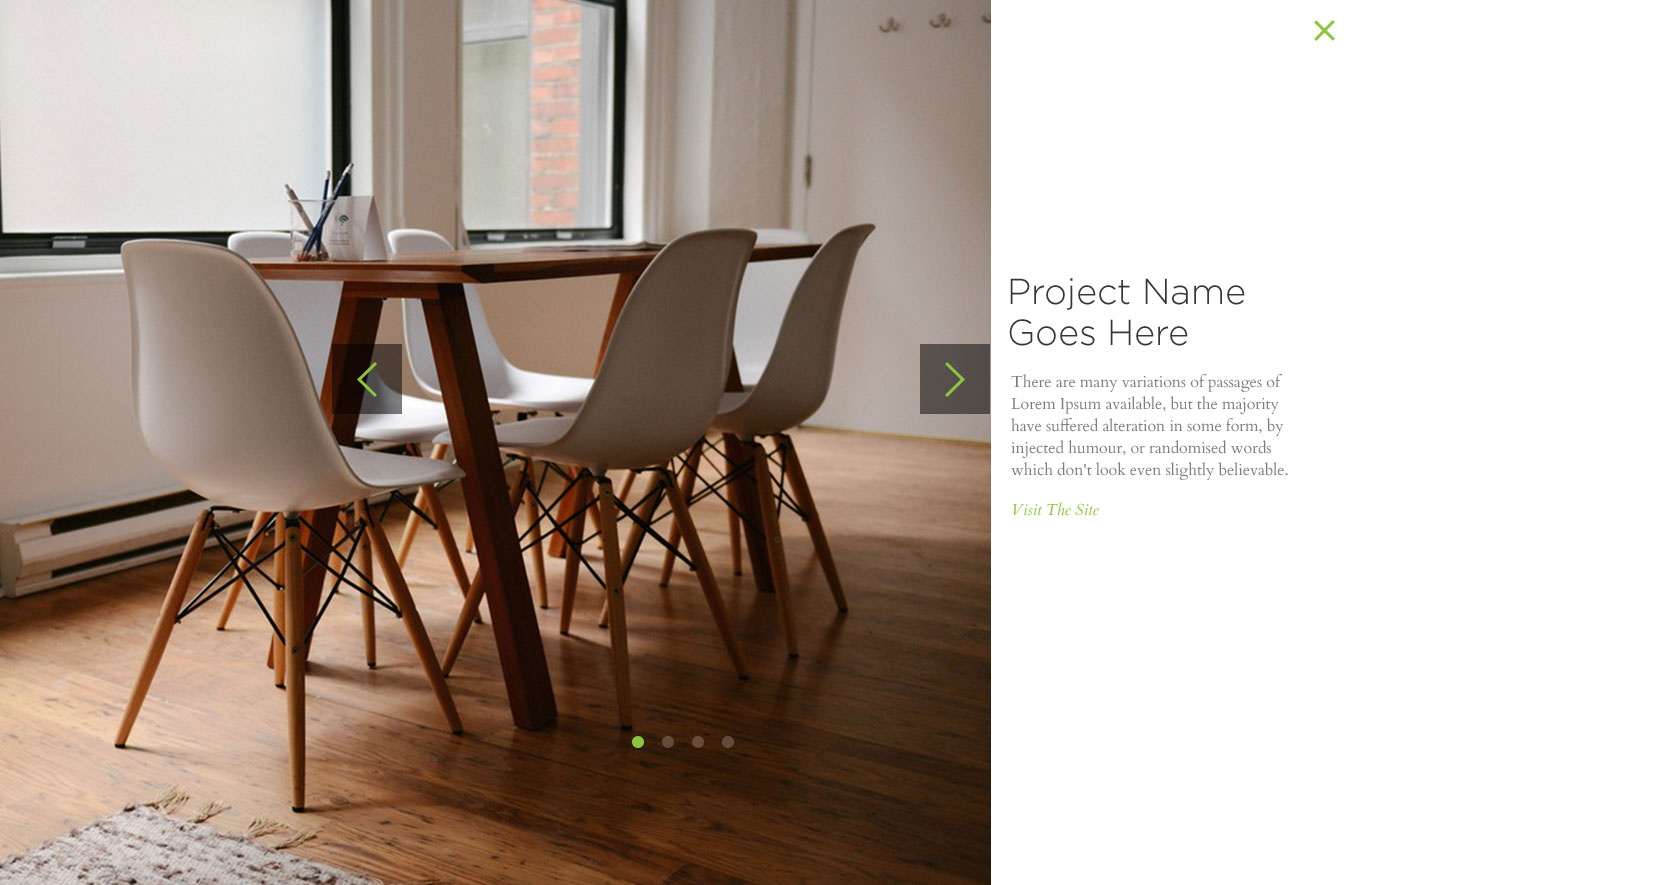 Project Name
Goes Here
There are many variations of passages of
Lorem Ipsum available, but the majority
have suffered alteration in some form, by
injected humour, or randomised words
which don't look even slightly believable.
Visit The Site